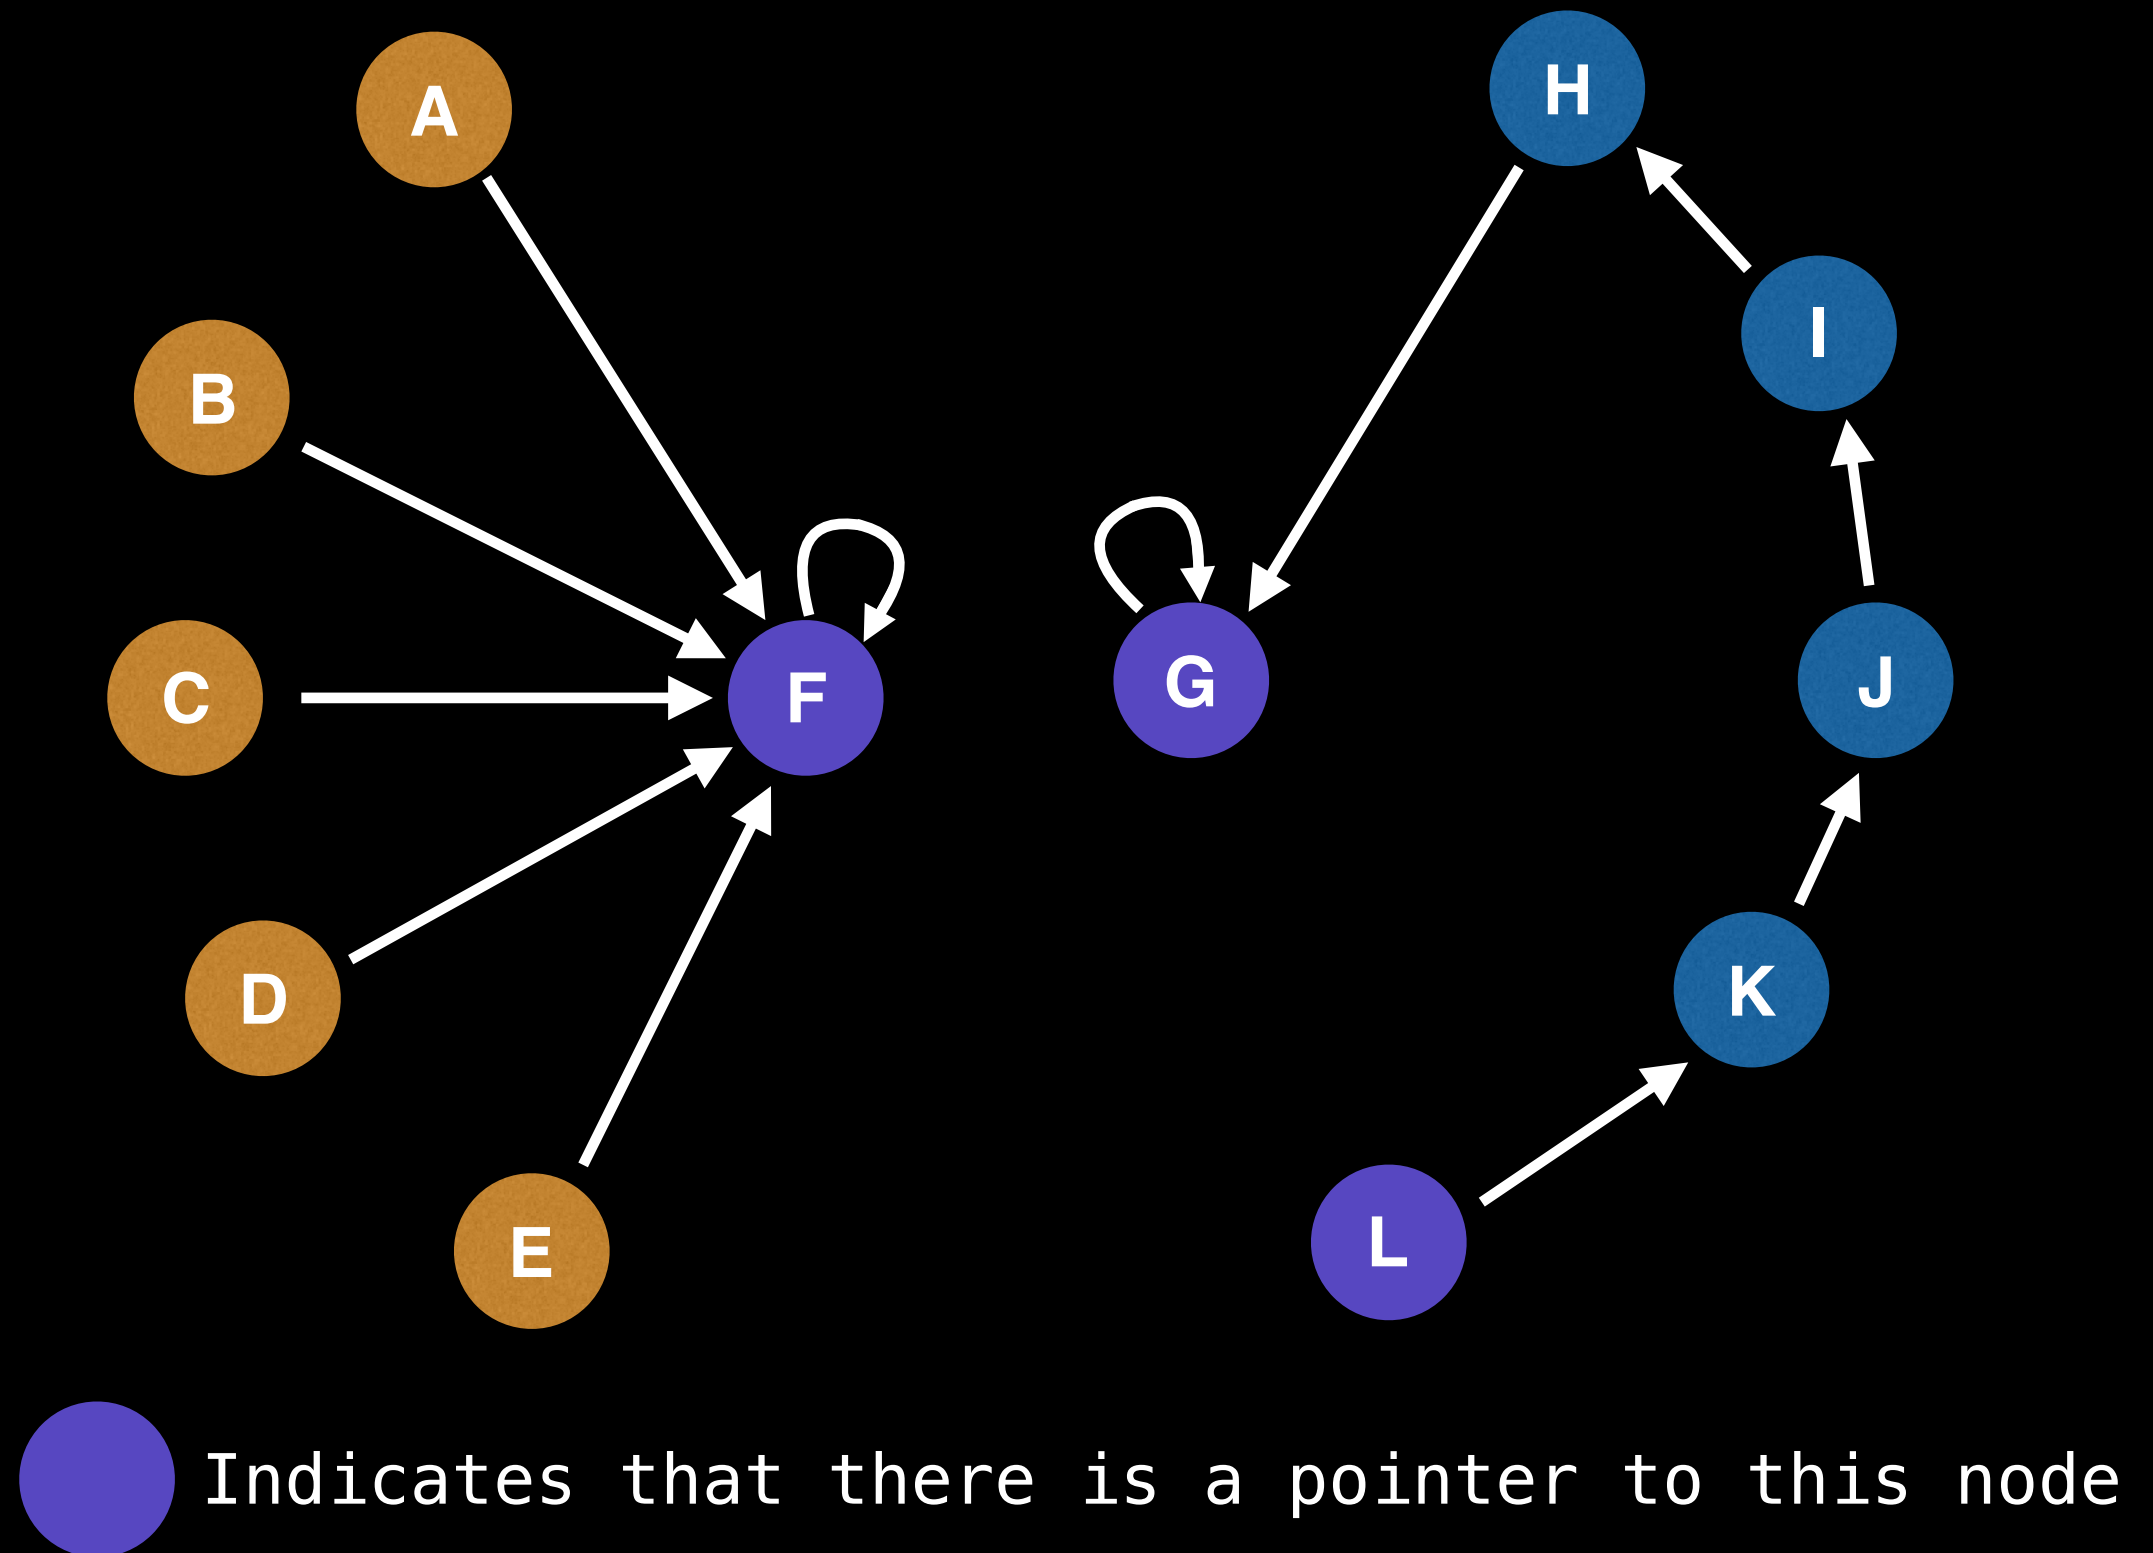 A
H
B
I
C
F
G
J
D
K
E
L
Indicates that there is a pointer to this node